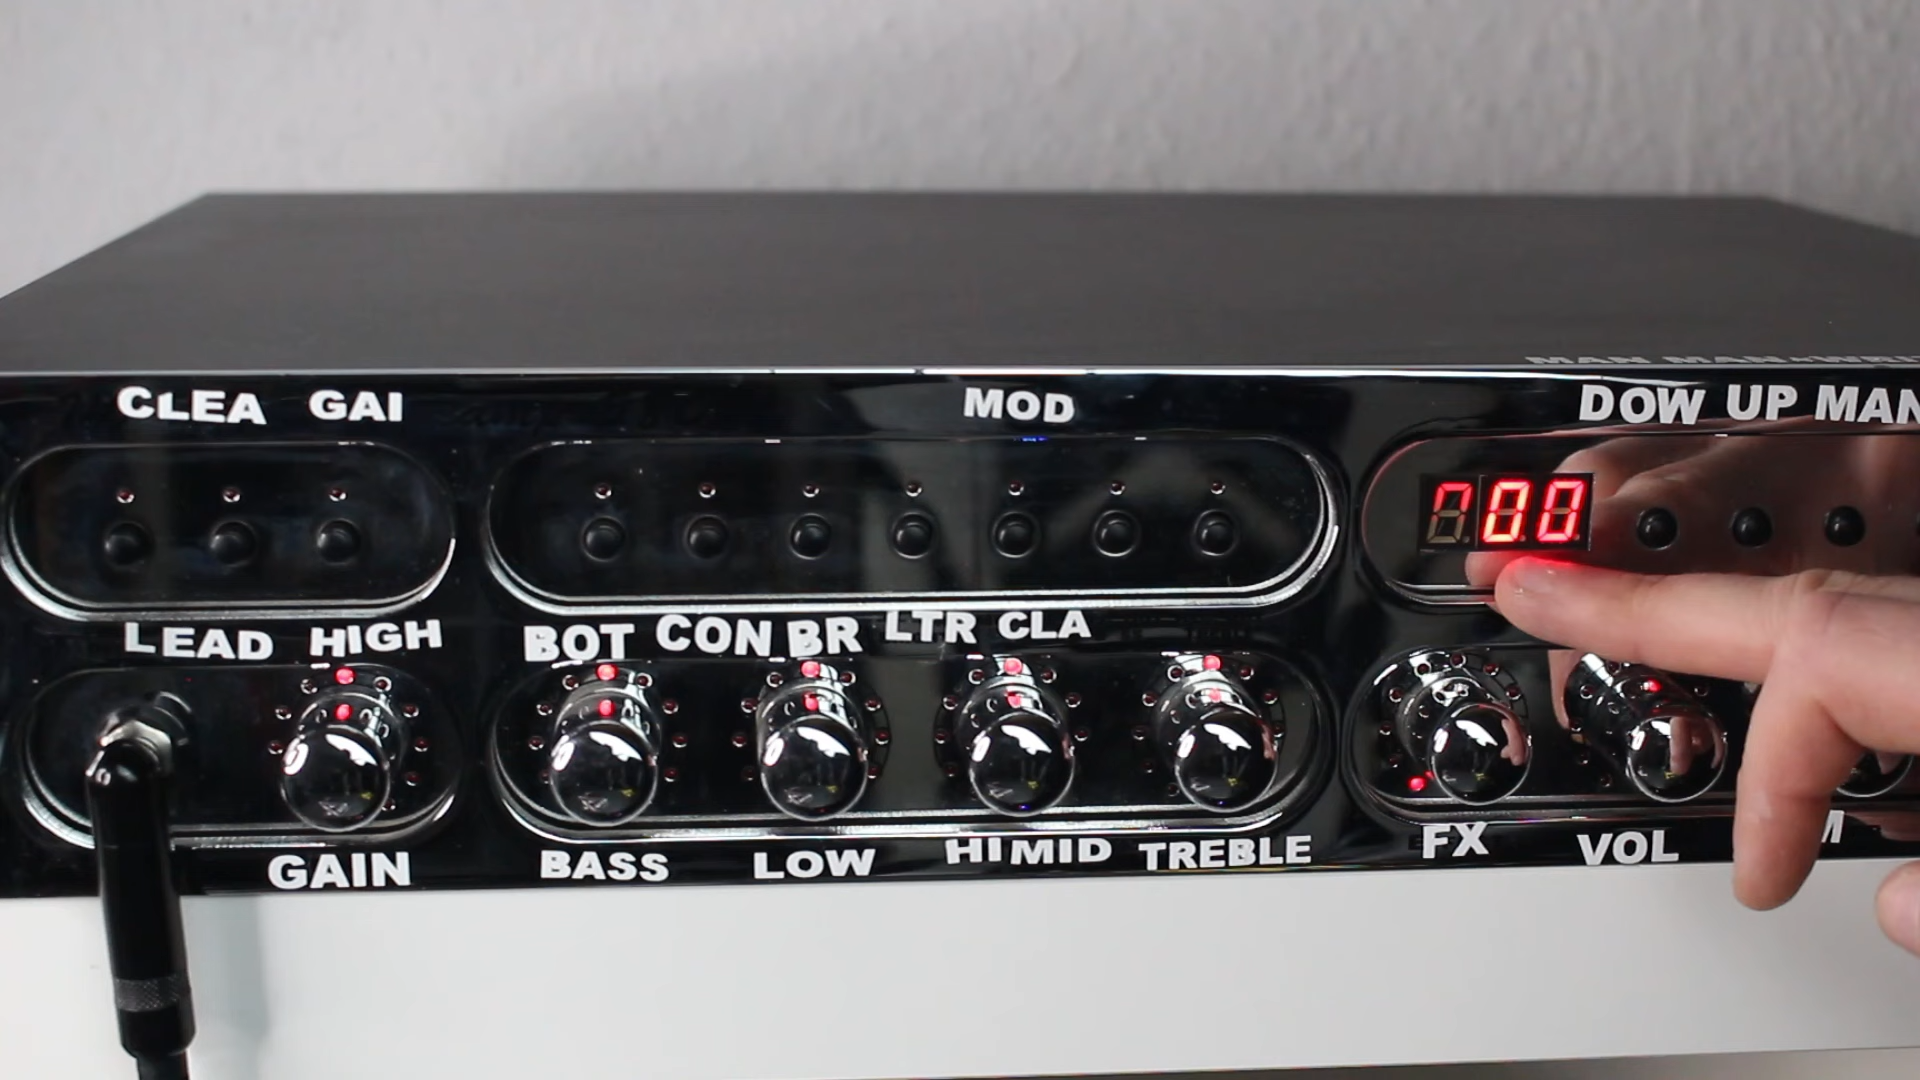 CLEA GAI MOD DOW UP MAN
700
LEAD HIGH BOT CON BR LTR CLA
GAIN BASS LOW HI MID TREBLE FX VOL